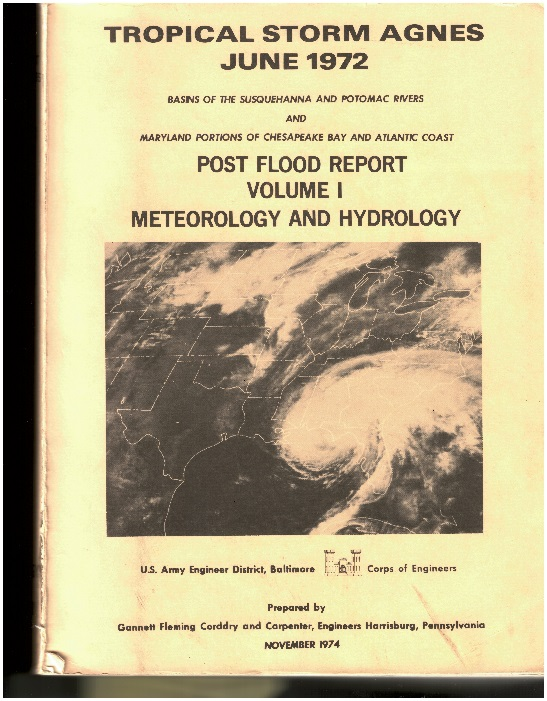 TROPICAL STORM AGNES
JUNE 1972
BASINS OF THE SUSQUEHANNA AND POTOMAC RIVERS
AND
MARYLAND PORTIONS OF CHESAPEAKE BAY AND ATLANTIC COAST
POST FLOOD REPORT
VOLUME I
METEOROLOGY AND HYDROLOGY
U.S. Army Engineer District, Baltimore Corps of Engineers
Prepared by
Gannett Fleming Corddry and Carpenter, Engineers Harrisburg, Pennsylvania
NOVEMBER 1974